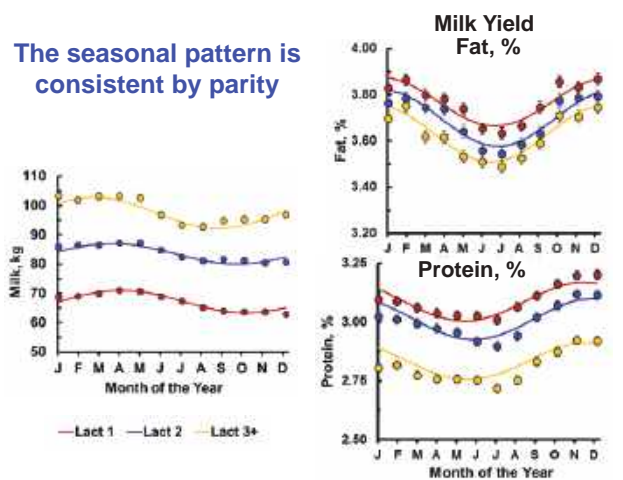 The seasonal pattern is
consistent by parity
Milk Yield
Fat, %
4.00
3.80
3.60
3.40
3.20
Fat, %
J F M A M J J A S O N D
110
100
90
80
70
60
50
Milk, kg
J F M A M J J A S O N D
Month of the Year
Lact 1 Lact 2 Lact 3+
Protein, %
3.25
3.00
2.75
2.50
Protein, %
J F M A M J J A S O N D
Month of the Year